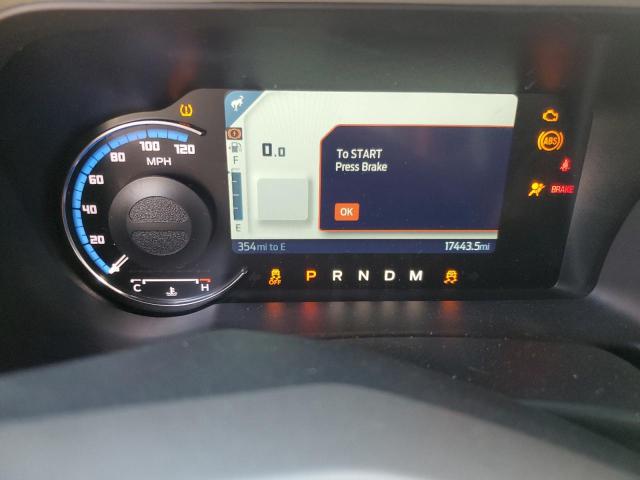 120
100
80
60
40
20
MPH
C H
F
E
0.0
To START
Press Brake
OK
354mi to E 17443.5mi
OFF P R N D M
ABS
BRAKE